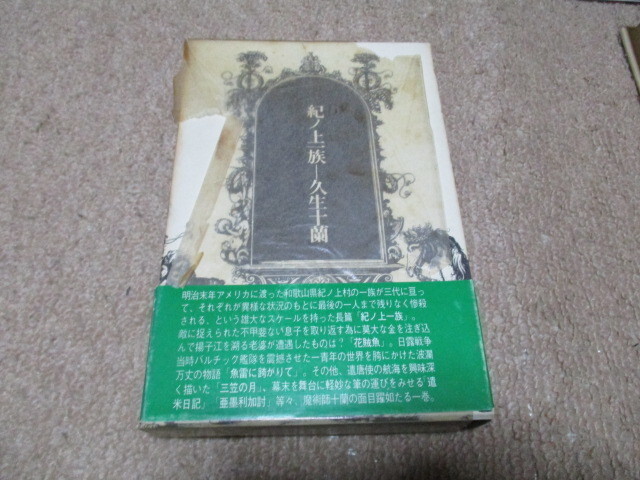 紀ノ上一族―久生十蘭
明治末年アメリカに渡った和歌山県紀ノ上村の一族が三代に亘っ
て、それぞれが異様な状況のもとに最後の一人まで残りなく惨殺
される、という雄大なスケールを持った長篇「紀ノ上一族」。
敵に捉えられた不甲斐ない息子を取り返す為に莫大な金を注ぎ込
んで揚子江を溯る老婆が遭遇したものは?「花賊魚」。日露戦争
当時バルチック艦隊を震撼させた一青年の世界を胯にかけた波瀾
万丈の物語「魚雷に跨がりて」。その他、遣唐使の航海を興味深
く描いた「三笠の月」、幕末を舞台に軽妙な筆の運びをみせる「遣
米日記」「亜墨利加討」等々、魔術師十蘭の面目躍如たる一巻。